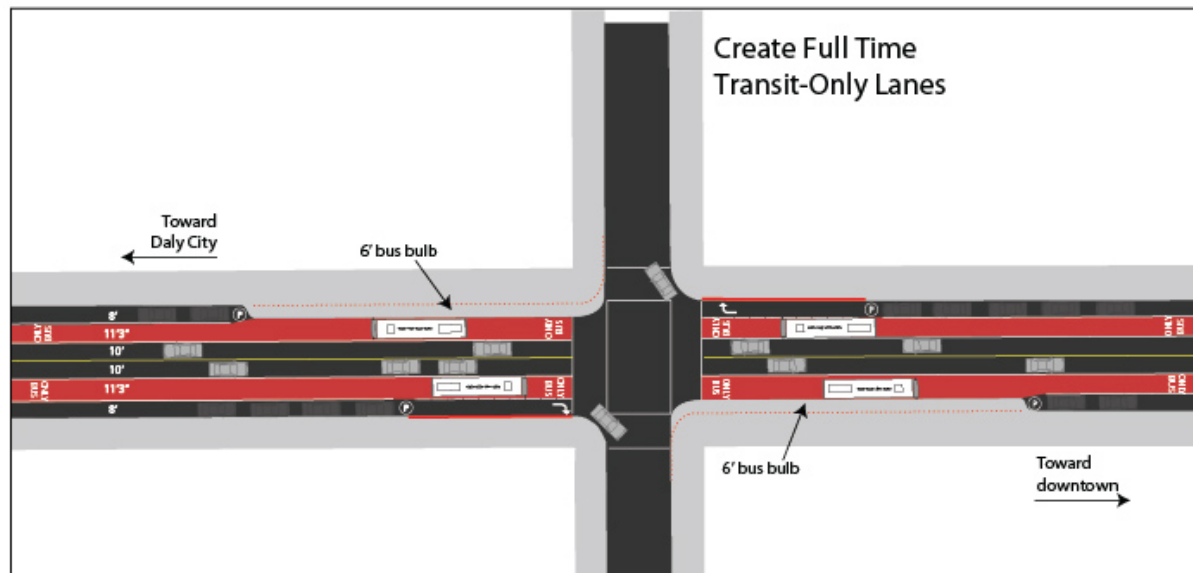 Create Full Time
Transit-Only Lanes
Toward
Daly City
6' bus bulb
8'
11'3"
10'
10'
11'3"
8'
ONLY
BUS
ONLY
BUS
ONLY
BUS
ONLY
BUS
ONLY
BUS
ONLY
BUS
ONLY
BUS
ONLY
BUS
P
P
P
P
6' bus bulb
Toward
downtown